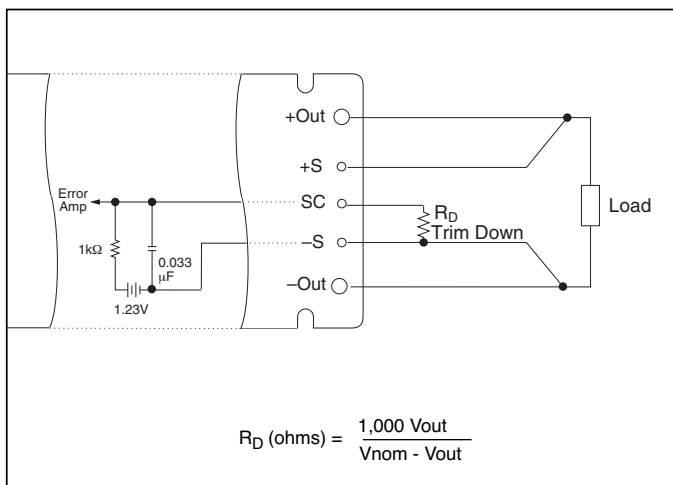 +Out
+S
Error
Amp
SC
R_D
Trim Down
Load
1kΩ
0.033
µF
–S
1.23V
–Out
R_D (ohms) = 1,000 Vout / Vnom - Vout